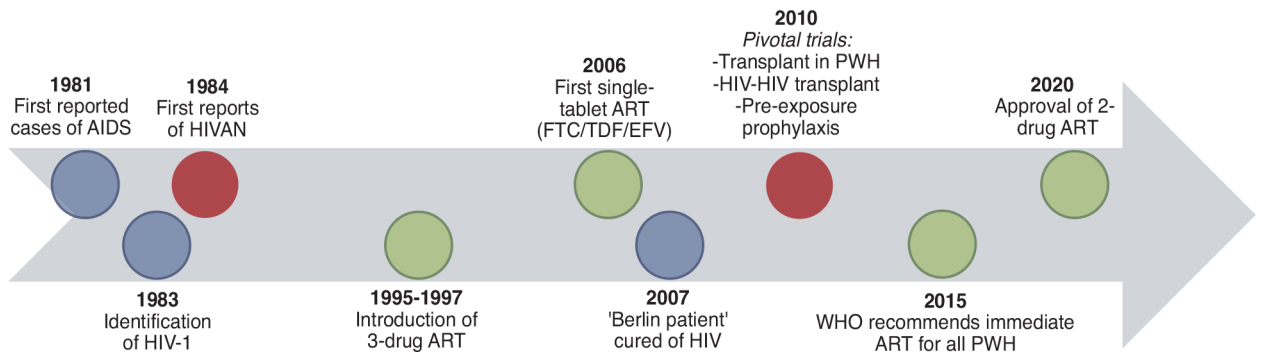 1981
First reported
cases of AIDS
1983
Identification
of HIV-1
1984
First reports
of HIVAN
1995-1997
Introduction of
3-drug ART
2006
First single-
tablet ART
(FTC/TDF/EFV)
2007
'Berlin patient'
cured of HIV
2010
Pivotal trials:
-Transplant in PWH
-HIV-HIV transplant
-Pre-exposure
prophylaxis
2015
WHO recommends immediate
ART for all PWH
2020
Approval of 2-
drug ART